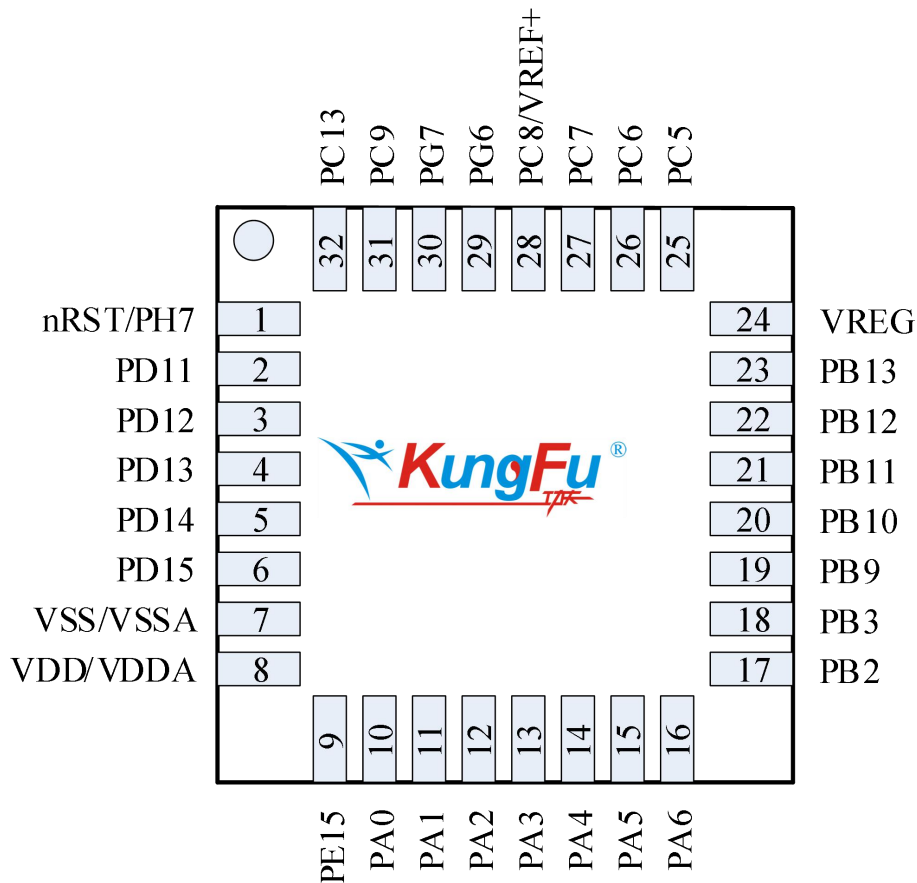 PC13
PC9
PG7
PG6
PC8/VREF+
PC7
PC6
PC5
32
31
30
29
28
27
26
25
nRST/PH7 1
PD11 2
PD12 3
PD13 4
PD14 5
PD15 6
VSS/VSSA 7
VDD/VDDA 8
KungFu®
24 VREG
23 PB13
22 PB12
21 PB11
20 PB10
19 PB9
18 PB3
17 PB2
9
10
11
12
13
14
15
16
PE15
PA0
PA1
PA2
PA3
PA4
PA5
PA6